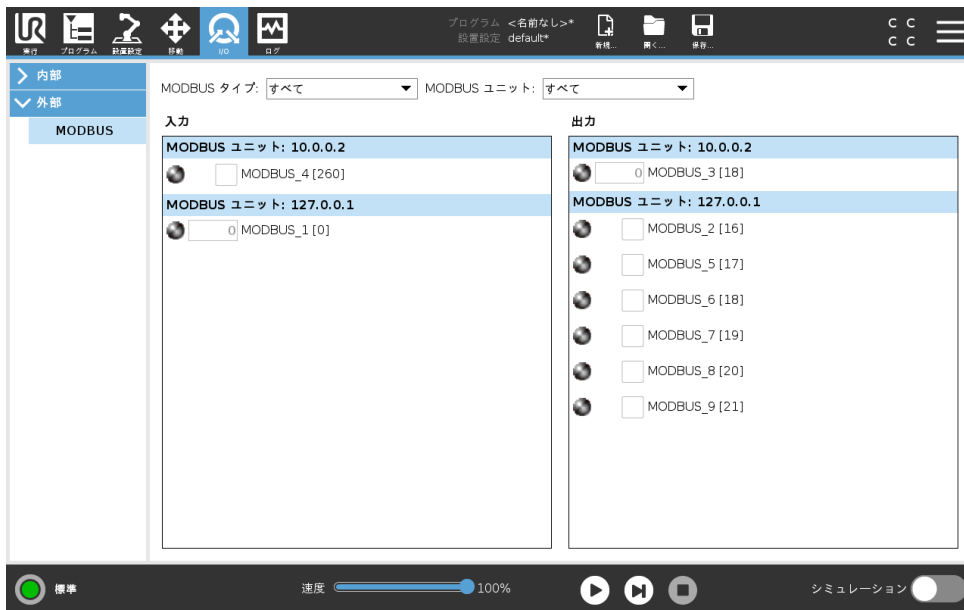 UR
実行 プログラム 設置設定 移動 I/O ログ
プログラム <名前なし>*
設置設定 default*
新規... 開く... 保存...
C C
C C
内部
外部
MODBUS
MODBUS タイプ: すべて MODBUS ユニット: すべて
入力
MODBUS ユニット: 10.0.0.2
MODBUS_4 [260]
MODBUS ユニット: 127.0.0.1
0 MODBUS_1 [0]
出力
MODBUS ユニット: 10.0.0.2
0 MODBUS_3 [18]
MODBUS ユニット: 127.0.0.1
MODBUS_2 [16]
MODBUS_5 [17]
MODBUS_6 [18]
MODBUS_7 [19]
MODBUS_8 [20]
MODBUS_9 [21]
標準 速度 100% シミュレーション